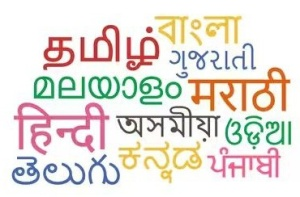 தமிழ் বাংলা
ગુજરાતી
മലയാളം मराठी
हिन्दी অসমীয়া ଓଡ଼ିଆ
తెలుగు ಕನ್ನಡ ਪੰਜਾਬੀ